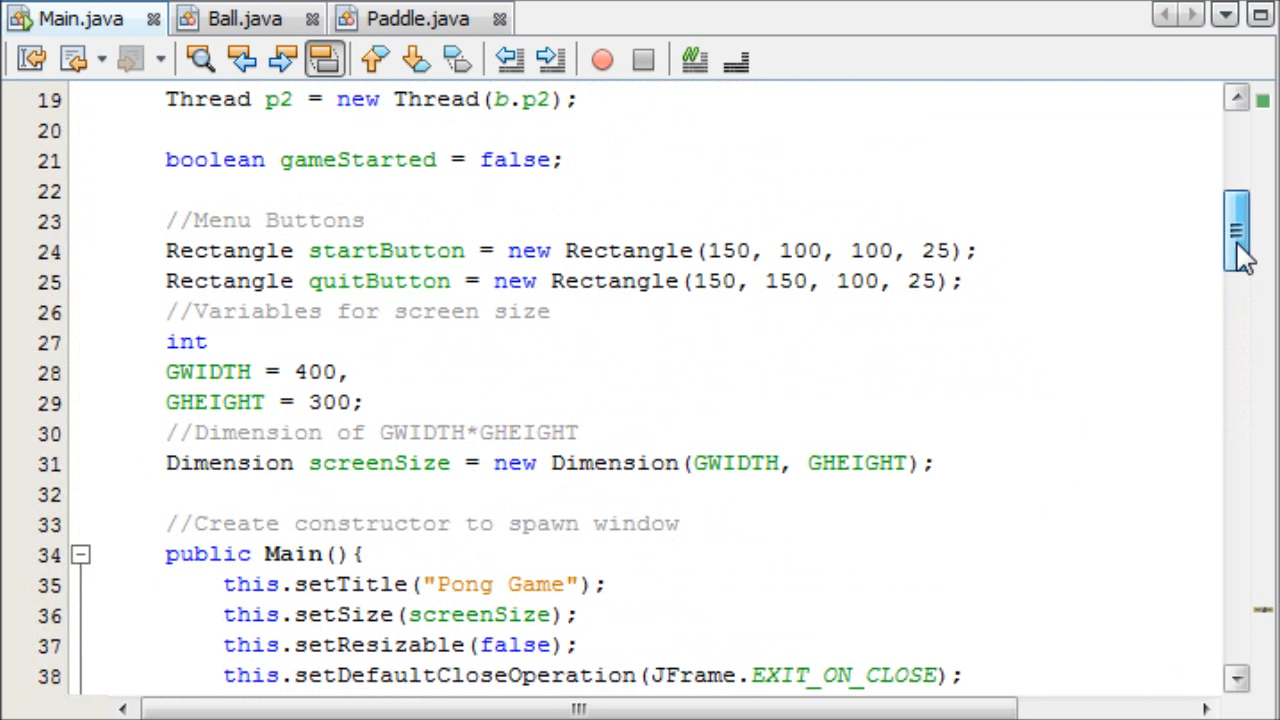 Main.java Ball.java Paddle.java
19 Thread p2 = new Thread(b.p2);
20
21 boolean gameStarted = false;
22
23 //Menu Buttons
24 Rectangle startButton = new Rectangle(150, 100, 100, 25);
25 Rectangle quitButton = new Rectangle(150, 150, 100, 25);
26 //Variables for screen size
27 int
28 GWIDTH = 400,
29 GHEIGHT = 300;
30 //Dimension of GWIDTH*GHEIGHT
31 Dimension screenSize = new Dimension(GWIDTH, GHEIGHT);
32
33 //Create constructor to spawn window
34 public Main(){
35 this.setTitle("Pong Game");
36 this.setSize(screenSize);
37 this.setResizable(false);
38 this.setDefaultCloseOperation(JFrame.EXIT_ON_CLOSE);